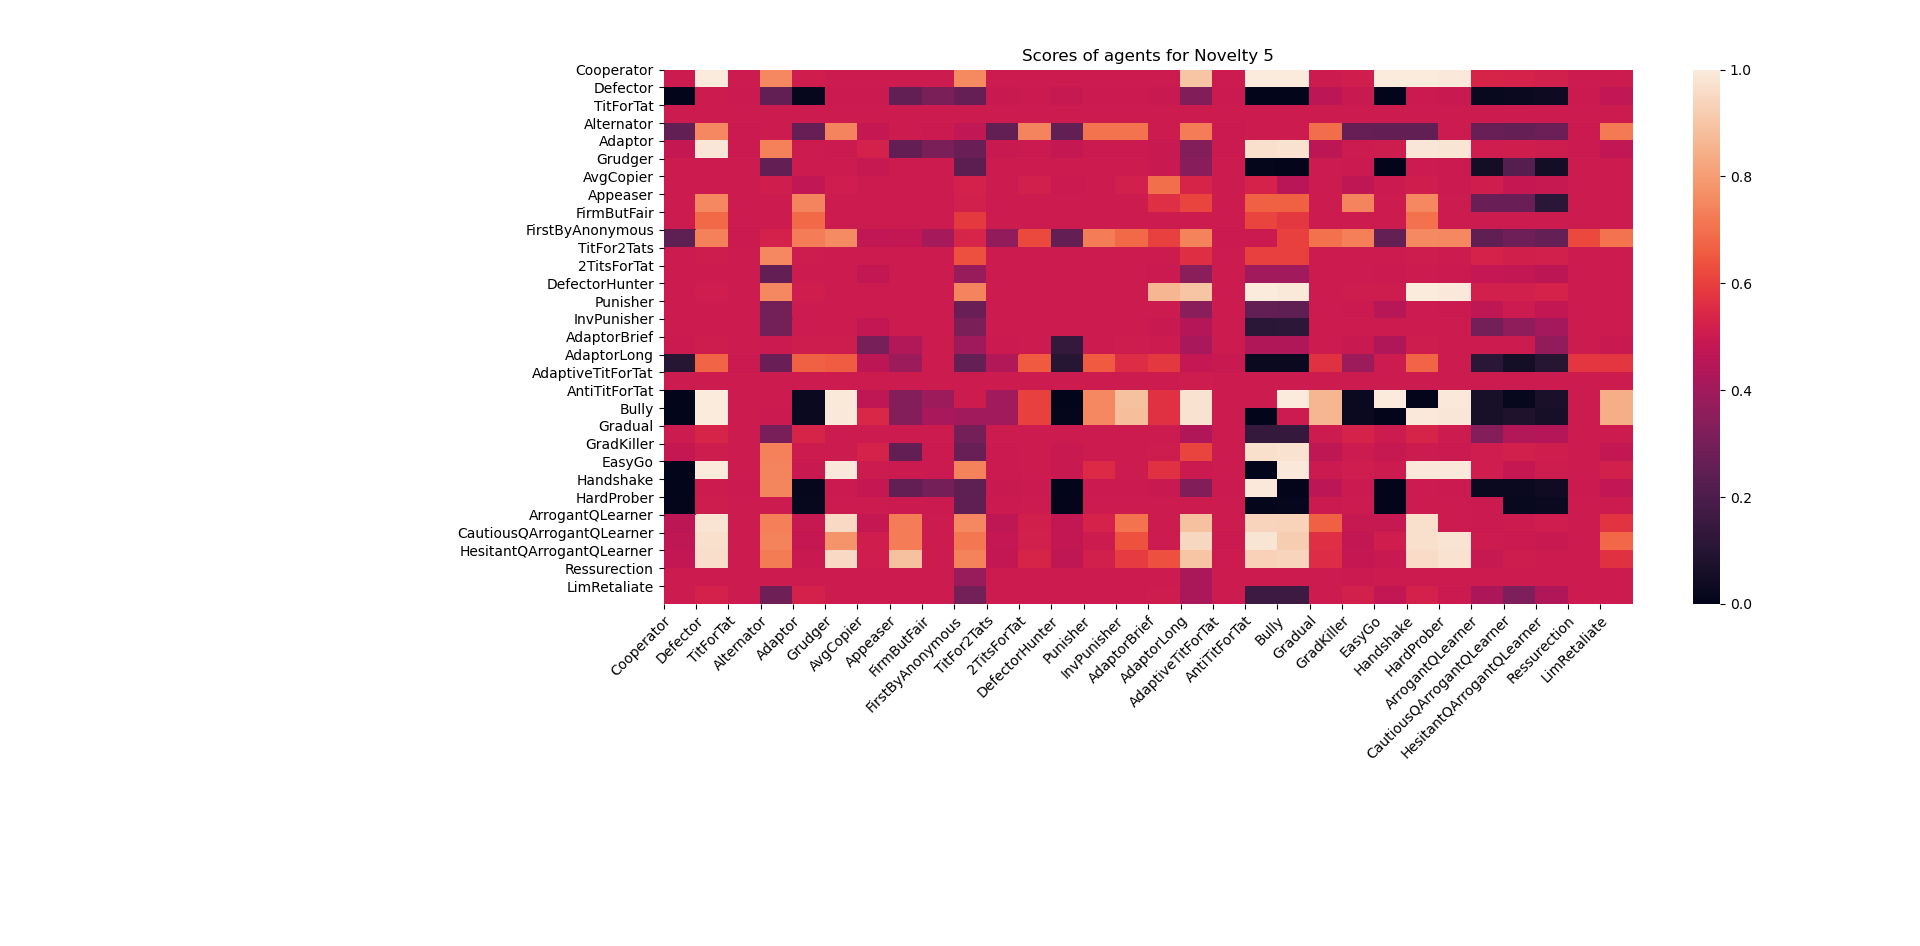 Scores of agents for Novelty 5
Cooperator
Defector
TitForTat
Alternator
Adaptor
Grudger
AvgCopier
Appeaser
FirmButFair
FirstByAnonymous
TitFor2Tats
2TitsForTat
DefectorHunter
Punisher
InvPunisher
AdaptorBrief
AdaptorLong
AdaptiveTitForTat
AntiTitForTat
Bully
Gradual
GradKiller
EasyGo
Handshake
HardProber
ArrogantQLearner
CautiousQArrogantQLearner
HesitantQArrogantQLearner
Ressurection
LimRetaliate
Cooperator
Defector
TitForTat
Alternator
Adaptor
Grudger
AvgCopier
Appeaser
FirmButFair
FirstByAnonymous
TitFor2Tats
2TitsForTat
DefectorHunter
Punisher
InvPunisher
AdaptorBrief
AdaptorLong
AdaptiveTitForTat
AntiTitForTat
Bully
Gradual
GradKiller
EasyGo
Handshake
HardProber
ArrogantQLearner
CautiousQArrogantQLearner
HesitantQArrogantQLearner
Ressurection
LimRetaliate
1.0
0.8
0.6
0.4
0.2
0.0